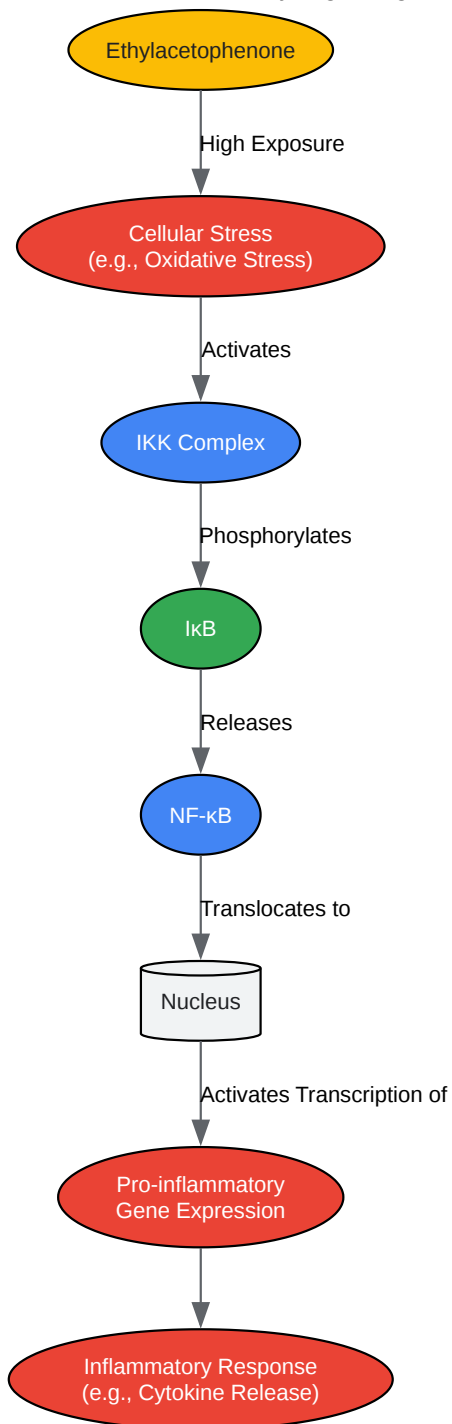 Ethylacetophenone
High Exposure
Cellular Stress
(e.g., Oxidative Stress)
Activates
IKK Complex
Phosphorylates
IκB
Releases
NF-κB
Translocates to
Nucleus
Activates Transcription of
Pro-inflammatory
Gene Expression
Inflammatory Response
(e.g., Cytokine Release)